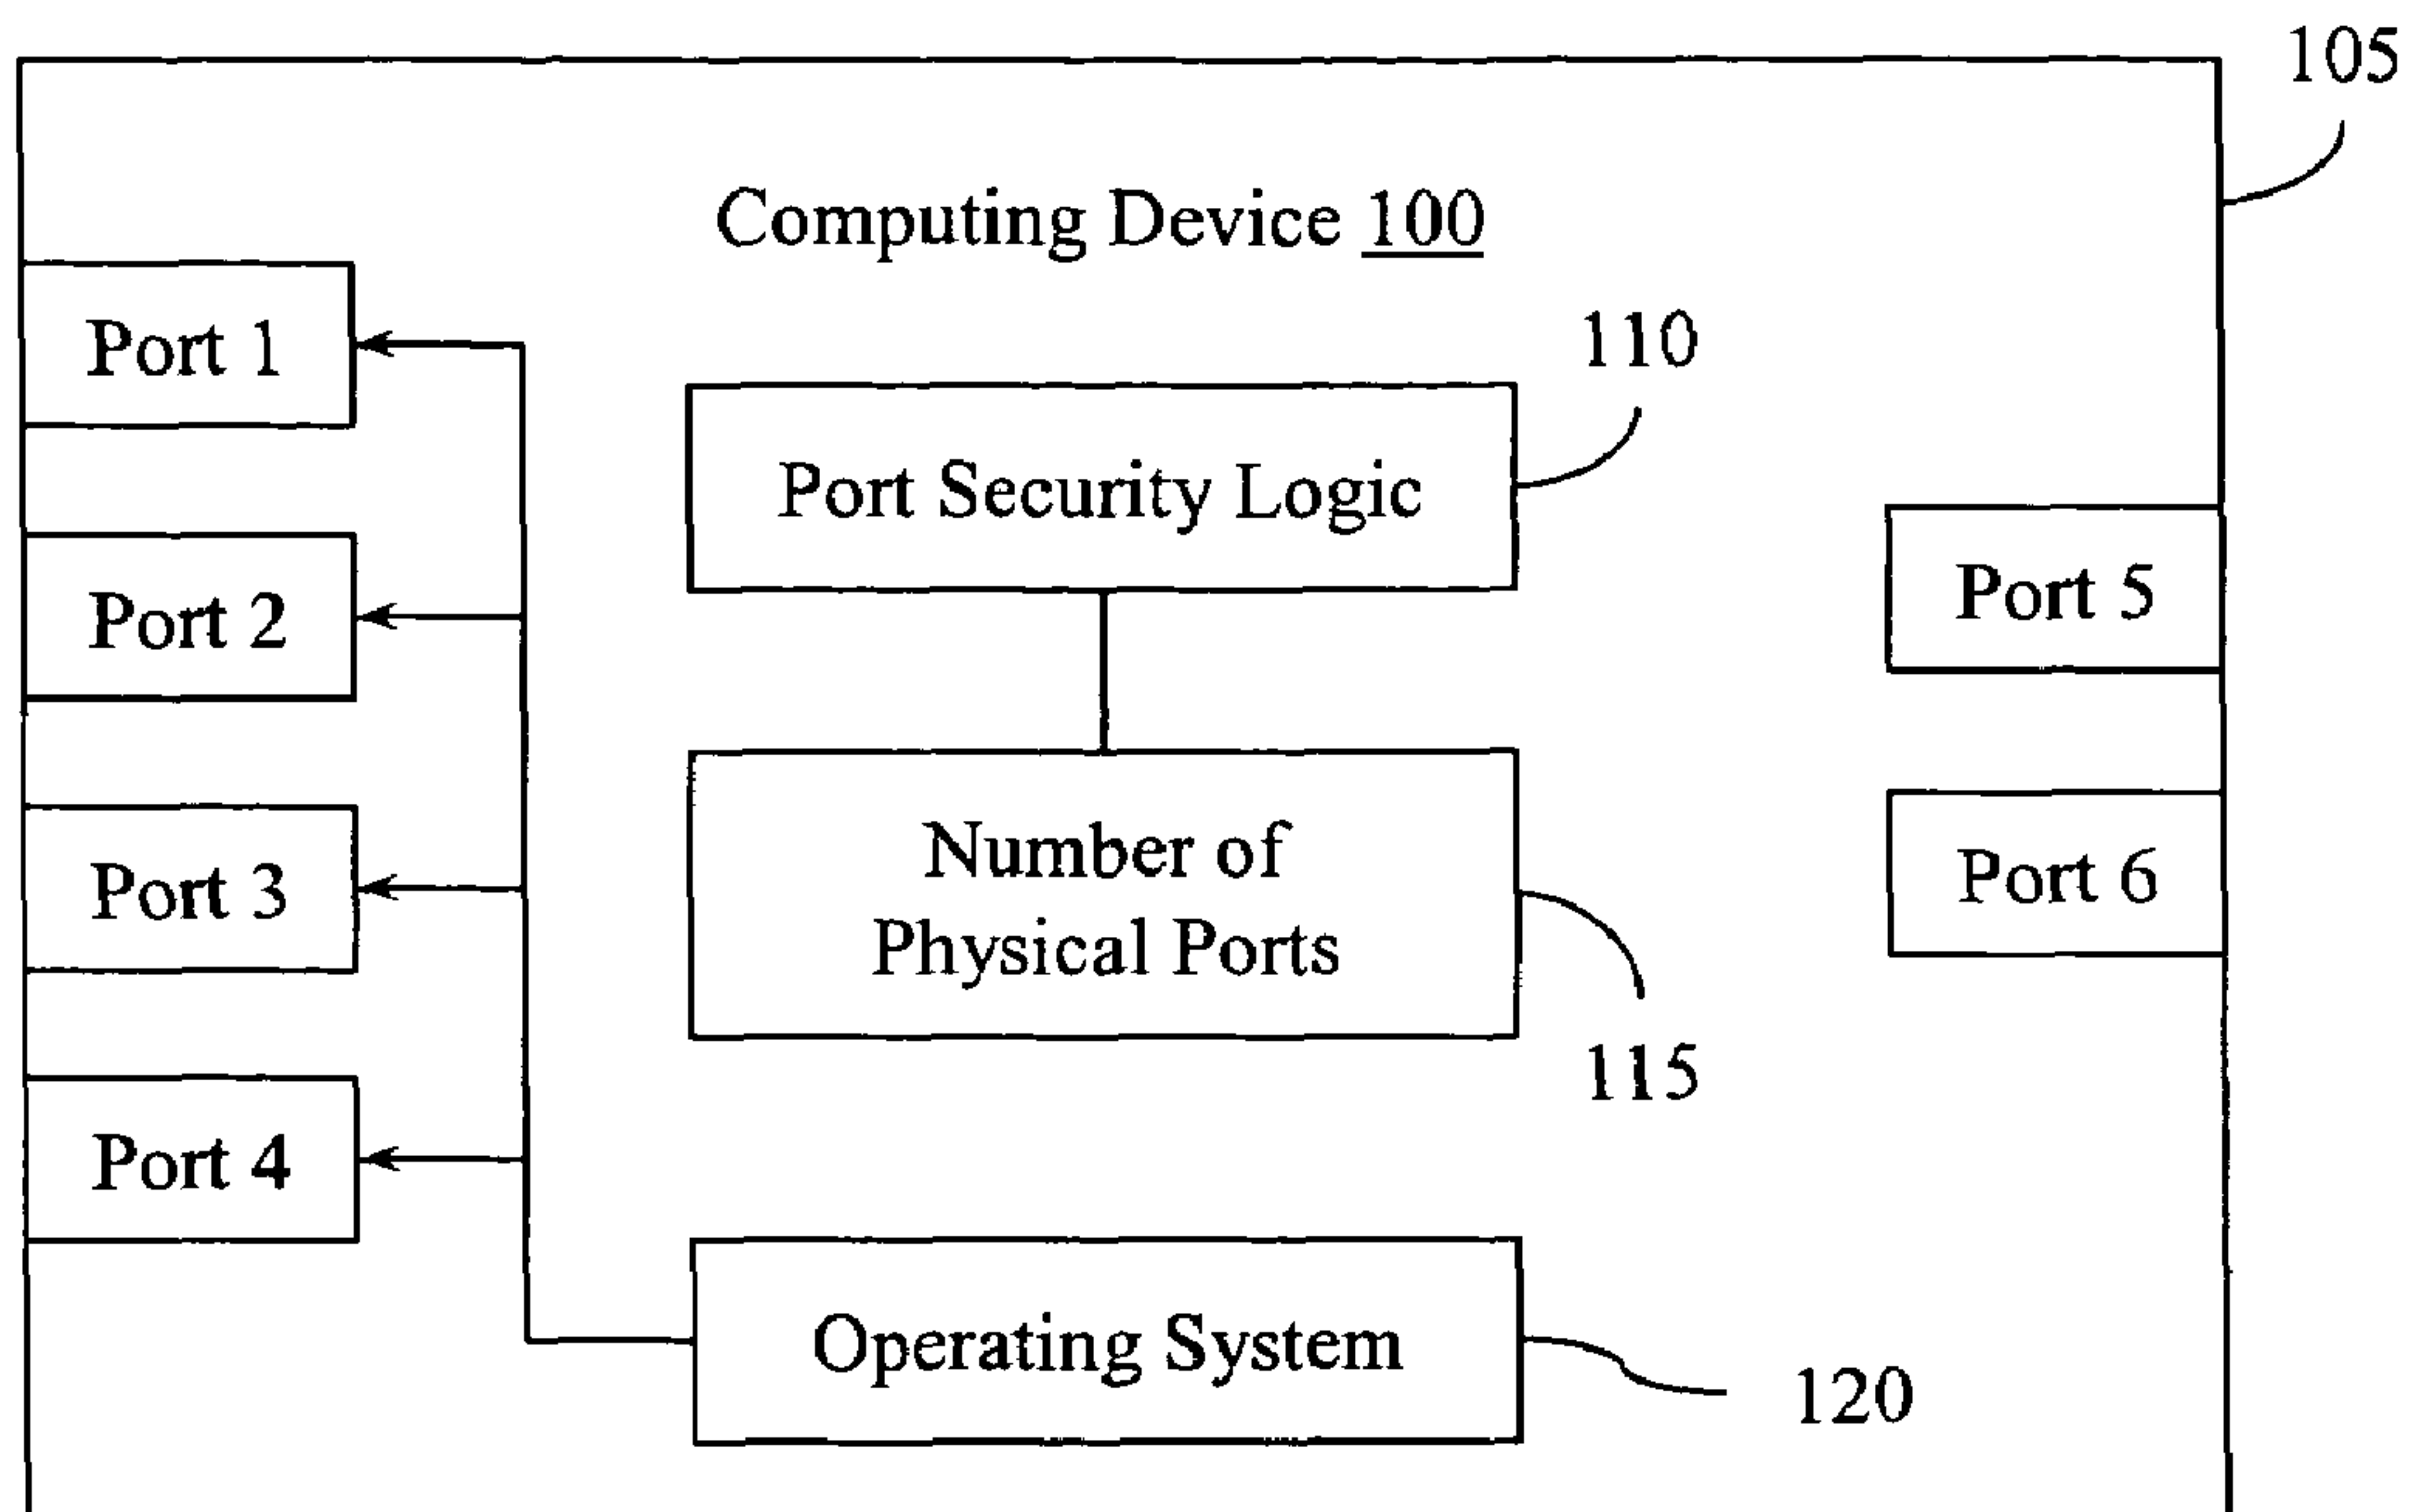 105
Computing Device 100
110
Port 1
Port Security Logic
Port 2
Port 5
Number of
Physical Ports
Port 3
Port 6
115
Port 4
Operating System
120